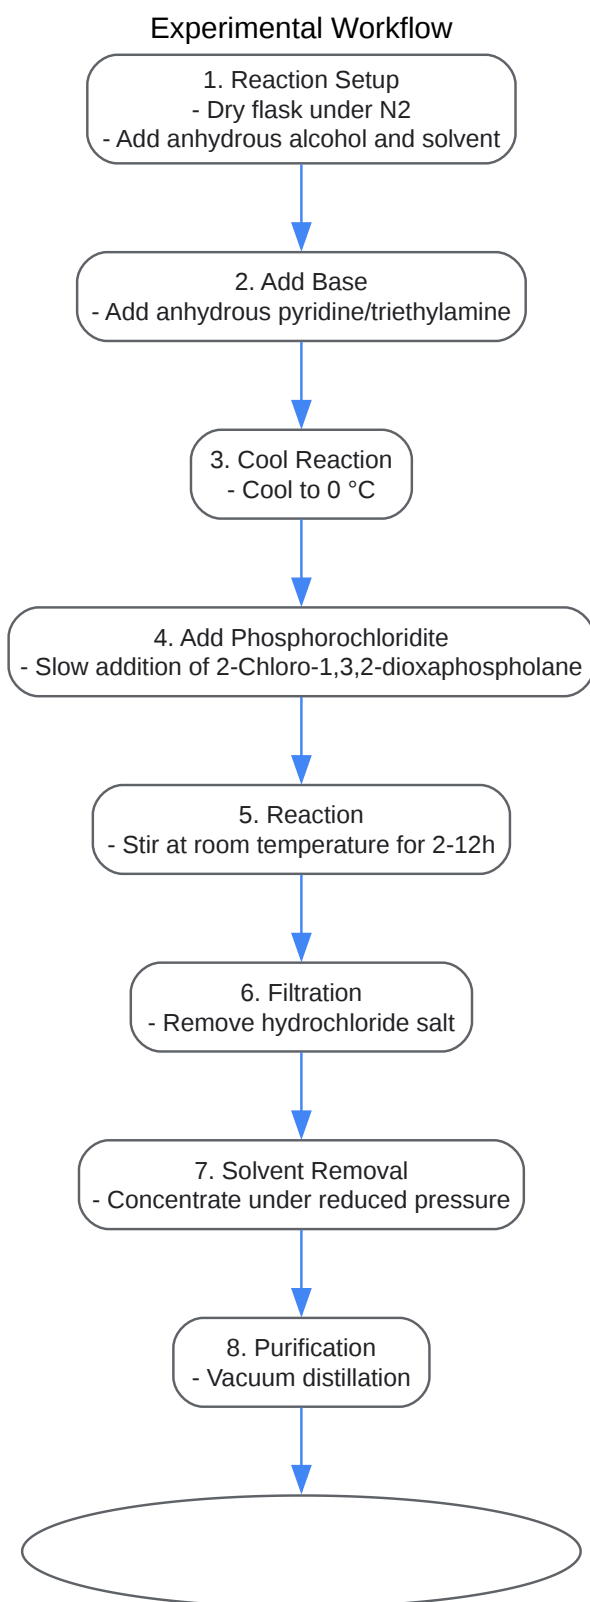 Experimental Workflow
1. Reaction Setup
- Dry flask under N2
- Add anhydrous alcohol and solvent
2. Add Base
- Add anhydrous pyridine/triethylamine
3. Cool Reaction
- Cool to 0 °C
4. Add Phosphorochloridite
- Slow addition of 2-Chloro-1,3,2-dioxaphospholane
5. Reaction
- Stir at room temperature for 2-12h
6. Filtration
- Remove hydrochloride salt
7. Solvent Removal
- Concentrate under reduced pressure
8. Purification
- Vacuum distillation